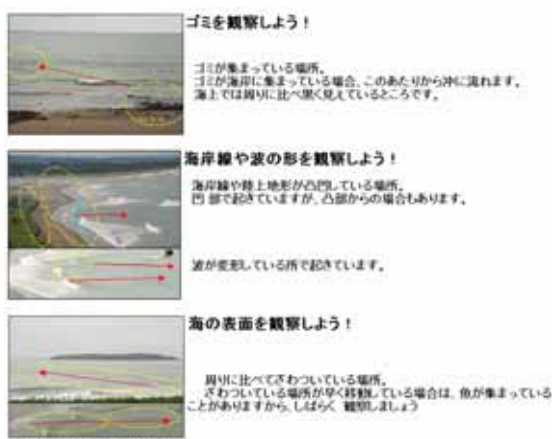 ゴミを観察しよう！
ゴミが集まっている場所。
ゴミが海岸に集まっている場合、このあたりから沖に流れます。
海上では周りに比べ黒く見えているところです。
海岸線や波の形を観察しよう！
海岸線や陸上地形が凸凹している場所。
凹 部で起きていますが、凸部からの場合もあります。
波が変形している所で起きています。
海の表面を観察しよう！
周りに比べてざわついている場所。
ざわついている場所が早く移動している場合は、魚が集まっている
ことがありますから、しばらく 観察しましょう